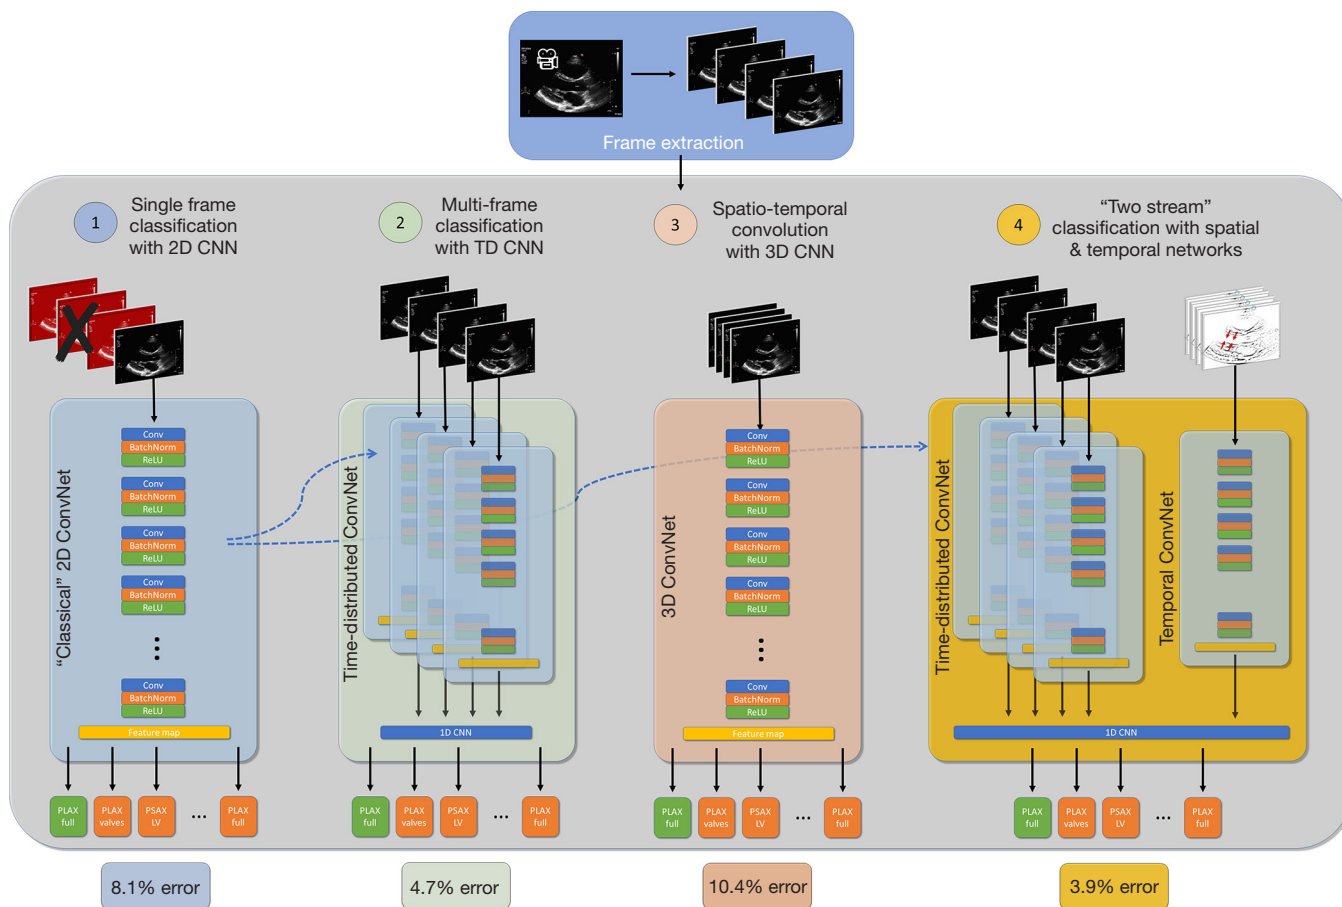 Frame extraction
1
Single frame
classification
with 2D CNN
2
Multi-frame
classification
with TD CNN
3
Spatio-temporal
convolution
with 3D CNN
4
“Two stream”
classification with spatial
& temporal networks
“Classical” 2D ConvNet
Conv
BatchNorm
ReLU
Conv
BatchNorm
ReLU
Conv
BatchNorm
ReLU
Conv
BatchNorm
ReLU
...
Conv
BatchNorm
ReLU
Feature map
PLAX
full
PLAX
valves
PSAX
LV
...
PLAX
full
8.1% error
Time-distributed ConvNet
1D CNN
PLAX
full
PLAX
valves
PSAX
LV
...
PLAX
full
4.7% error
3D ConvNet
Conv
BatchNorm
ReLU
Conv
BatchNorm
ReLU
Conv
BatchNorm
ReLU
Conv
BatchNorm
ReLU
...
Conv
BatchNorm
ReLU
Feature map
PLAX
full
PLAX
valves
PSAX
LV
...
PLAX
full
10.4% error
Time-distributed ConvNet
Temporal ConvNet
1D CNN
PLAX
full
PLAX
valves
PSAX
LV
...
PLAX
full
3.9% error